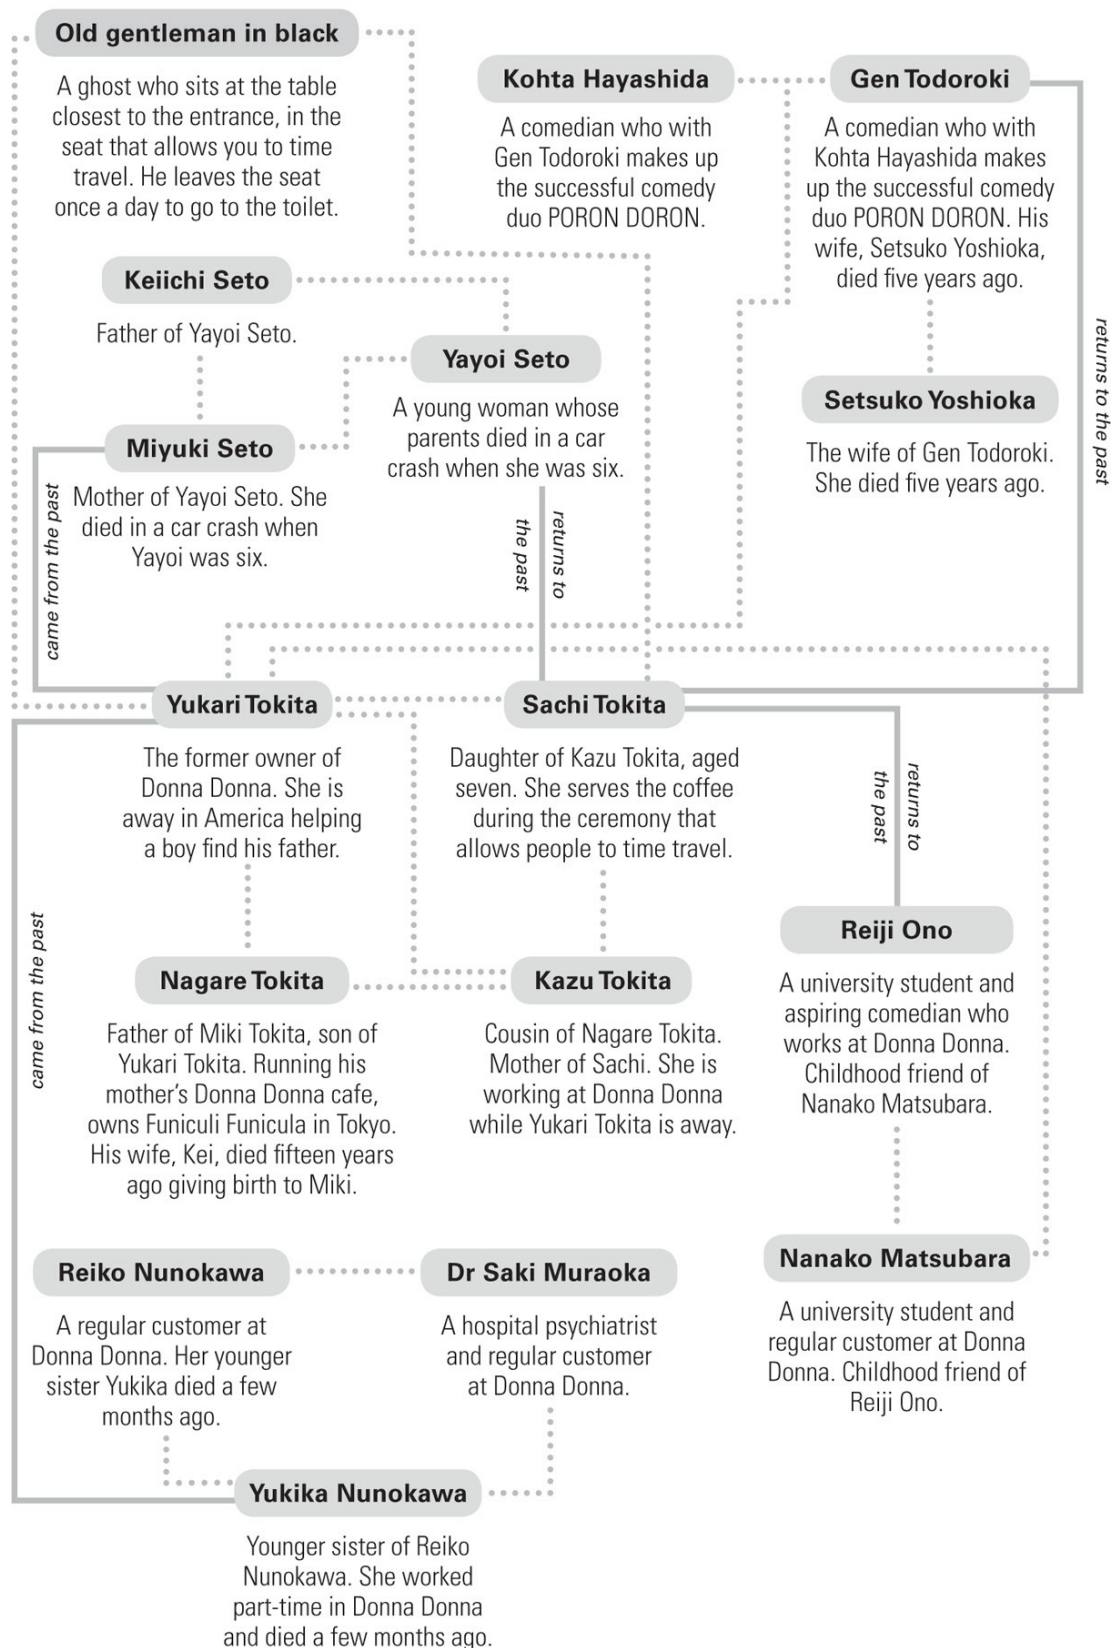 Old gentleman in black
A ghost who sits at the table
closest to the entrance, in the
seat that allows you to time
travel. He leaves the seat
once a day to go to the toilet.
Kohta Hayashida
A comedian who with
Gen Todoroki makes up
the successful comedy
duo PORON DORON.
Gen Todoroki
A comedian who with
Kohta Hayashida makes
up the successful comedy
duo PORON DORON. His
wife, Setsuko Yoshioka,
died five years ago.
Keiichi Seto
Father of Yayoi Seto.
Yayoi Seto
A young woman whose
parents died in a car
crash when she was six.
Setsuko Yoshioka
The wife of Gen Todoroki.
She died five years ago.
returns to the past
Miyuki Seto
Mother of Yayoi Seto. She
died in a car crash when
Yayoi was six.
came from the past
returns to
the past
Yukari Tokita
The former owner of
Donna Donna. She is
away in America helping
a boy find his father.
Sachi Tokita
Daughter of Kazu Tokita, aged
seven. She serves the coffee
during the ceremony that
allows people to time travel.
returns to
the past
came from the past
Nagare Tokita
Father of Miki Tokita, son of
Yukari Tokita. Running his
mother’s Donna Donna cafe,
owns Funiculi Funicula in Tokyo.
His wife, Kei, died fifteen years
ago giving birth to Miki.
Kazu Tokita
Cousin of Nagare Tokita.
Mother of Sachi. She is
working at Donna Donna
while Yukari Tokita is away.
Reiji Ono
A university student and
aspiring comedian who
works at Donna Donna.
Childhood friend of
Nanako Matsubara.
Reiko Nunokawa
A regular customer at
Donna Donna. Her younger
sister Yukika died a few
months ago.
Dr Saki Muraoka
A hospital psychiatrist
and regular customer
at Donna Donna.
Nanako Matsubara
A university student and
regular customer at Donna
Donna. Childhood friend of
Reiji Ono.
Yukika Nunokawa
Younger sister of Reiko
Nunokawa. She worked
part-time in Donna Donna
and died a few months ago.